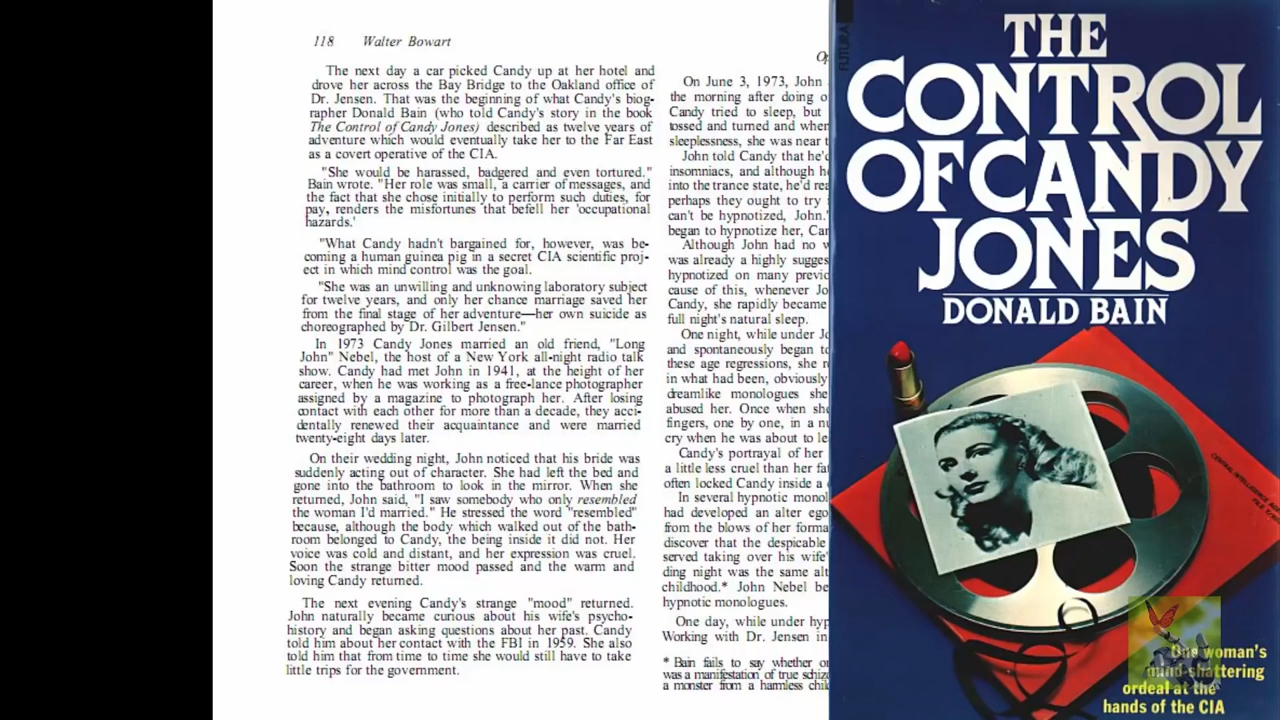 118 Walter Bowart
The next day a car picked Candy up at her hotel and
drove her across the Bay Bridge to the Oakland office of
Dr. Jensen. That was the beginning of what Candy's biog-
rapher Donald Bain (who told Candy's story in the book
The Control of Candy Jones) described as twelve years of
adventure which would eventually take her to the Far East
as a covert operative of the CIA.
"She would be harassed, badgered and even tortured."
Bain wrote. "Her role was small, a carrier of messages, and
the fact that she chose initially to perform such duties, for
pay, renders the misfortunes that befell her 'occupational
hazards.'
"What Candy hadn't bargained for, however, was be-
coming a human guinea pig in a secret CIA scientific proj-
ect in which mind control was the goal.
"She was an unwilling and unknowing laboratory subject
for twelve years, and only her chance marriage saved her
from the final stage of her adventure—her own suicide as
choreographed by Dr. Gilbert Jensen."
In 1973 Candy Jones married an old friend, "Long
John" Nebel, the host of a New York all-night radio talk
show. Candy had met John in 1941, at the height of her
career, when he was working as a free-lance photographer
assigned by a magazine to photograph her. After losing
contact with each other for more than a decade, they acci-
dentally renewed their acquaintance and were married
twenty-eight days later.
On their wedding night, John noticed that his bride was
suddenly acting out of character. She had left the bed and
gone into the bathroom to look in the mirror. When she
returned, John said, "I saw somebody who only resembled
the woman I'd married." He stressed the word "resembled"
because, although the body which walked out of the bath-
room belonged to Candy, the being inside it did not. Her
voice was cold and distant, and her expression was cruel.
Soon the strange bitter mood passed and the warm and
loving Candy returned.
The next evening Candy's strange "mood" returned.
John naturally became curious about his wife's psycho-
history and began asking questions about her past. Candy
told him about her contact with the FBI in 1959. She also
told him that from time to time she would still have to take
little trips for the government.
On June 3, 1973, John
the morning after doing
Candy tried to sleep, but
tossed and turned and when
sleeplessness, she was near
John told Candy that he'd
insomniacs, and although
into the trance state, he'd
perhaps they ought to try
can't be hypnotized, John.
began to hypnotize her,
Although John had no
was already a highly
hypnotized on many
cause of this, whenever
Candy, she rapidly became
full night's natural sleep.
One night, while under
and spontaneously began
these age regressions, she
in what had been, obviously
dreamlike monologues she
abused her. Once when
fingers, one by one, in a
cry when he was about to
Candy's portrayal of her
a little less cruel than her
often locked Candy inside a
In several hypnotic
had developed an alter
from the blows of her
discover that the despicable
served taking over his wife'
ding night was the same
childhood.* John Nebel
hypnotic monologues.
One day, while under
Working with Dr. Jensen in
* Bain fails to say whether
was a manifestation of true
a monster from a harmless
FUTURA
THE
CONTROL
OF CANDY
JONES
DONALD BAIN
CENTRAL INTELLIGENCE
One woman's
mind-shattering
ordeal at the
hands of the CIA